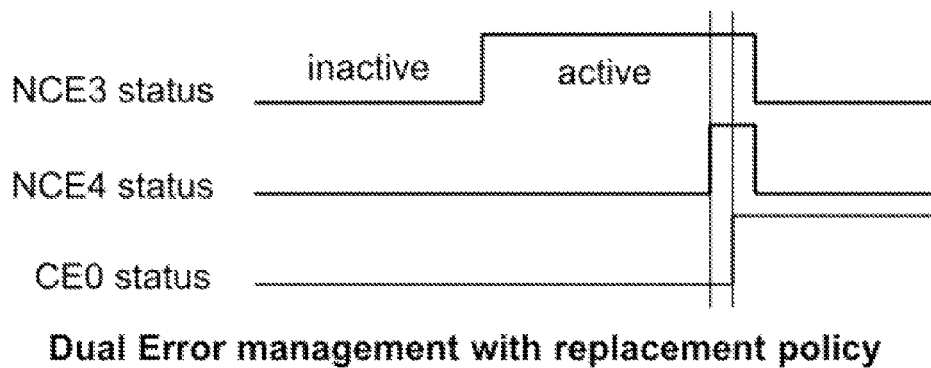 inactive
active
NCE3 status
NCE4 status
CE0 status
Dual Error management with replacement policy